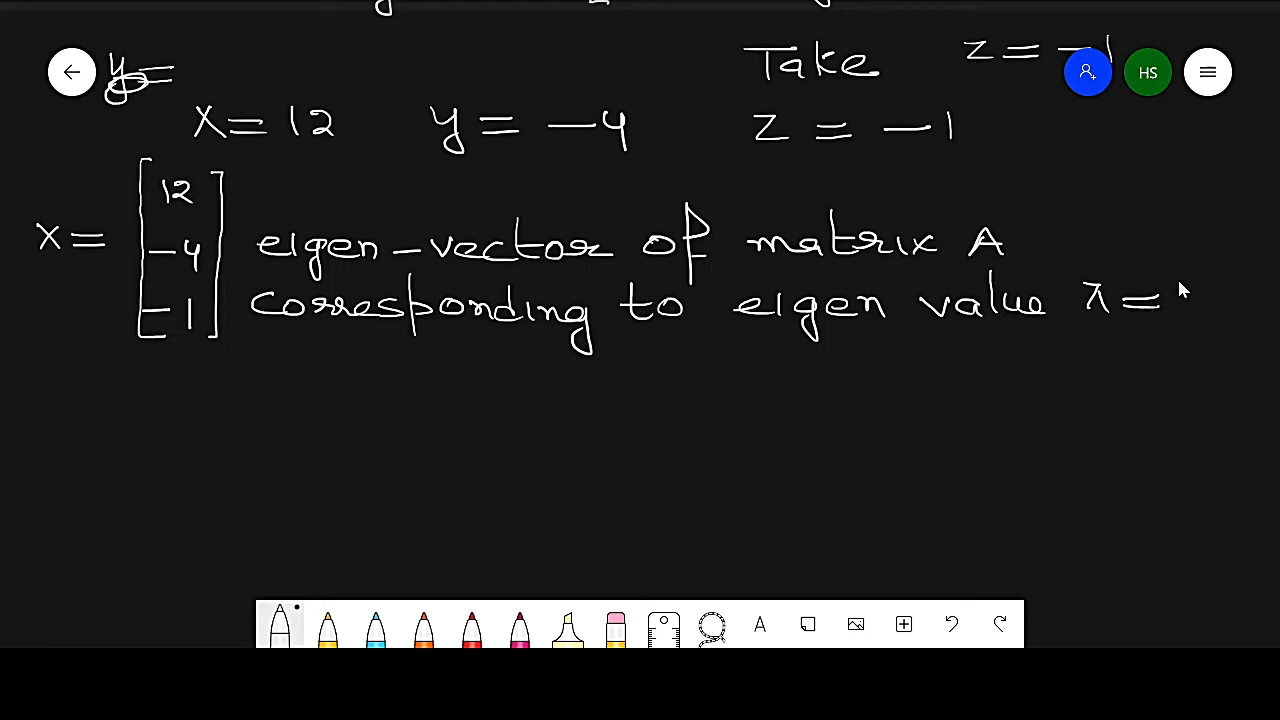 Take z = -1
y =
x = 12 y = -4 z = -1
x = [12
-4
-1]
eigen-vector of matrix A
corresponding to eigen value λ =
HS
A